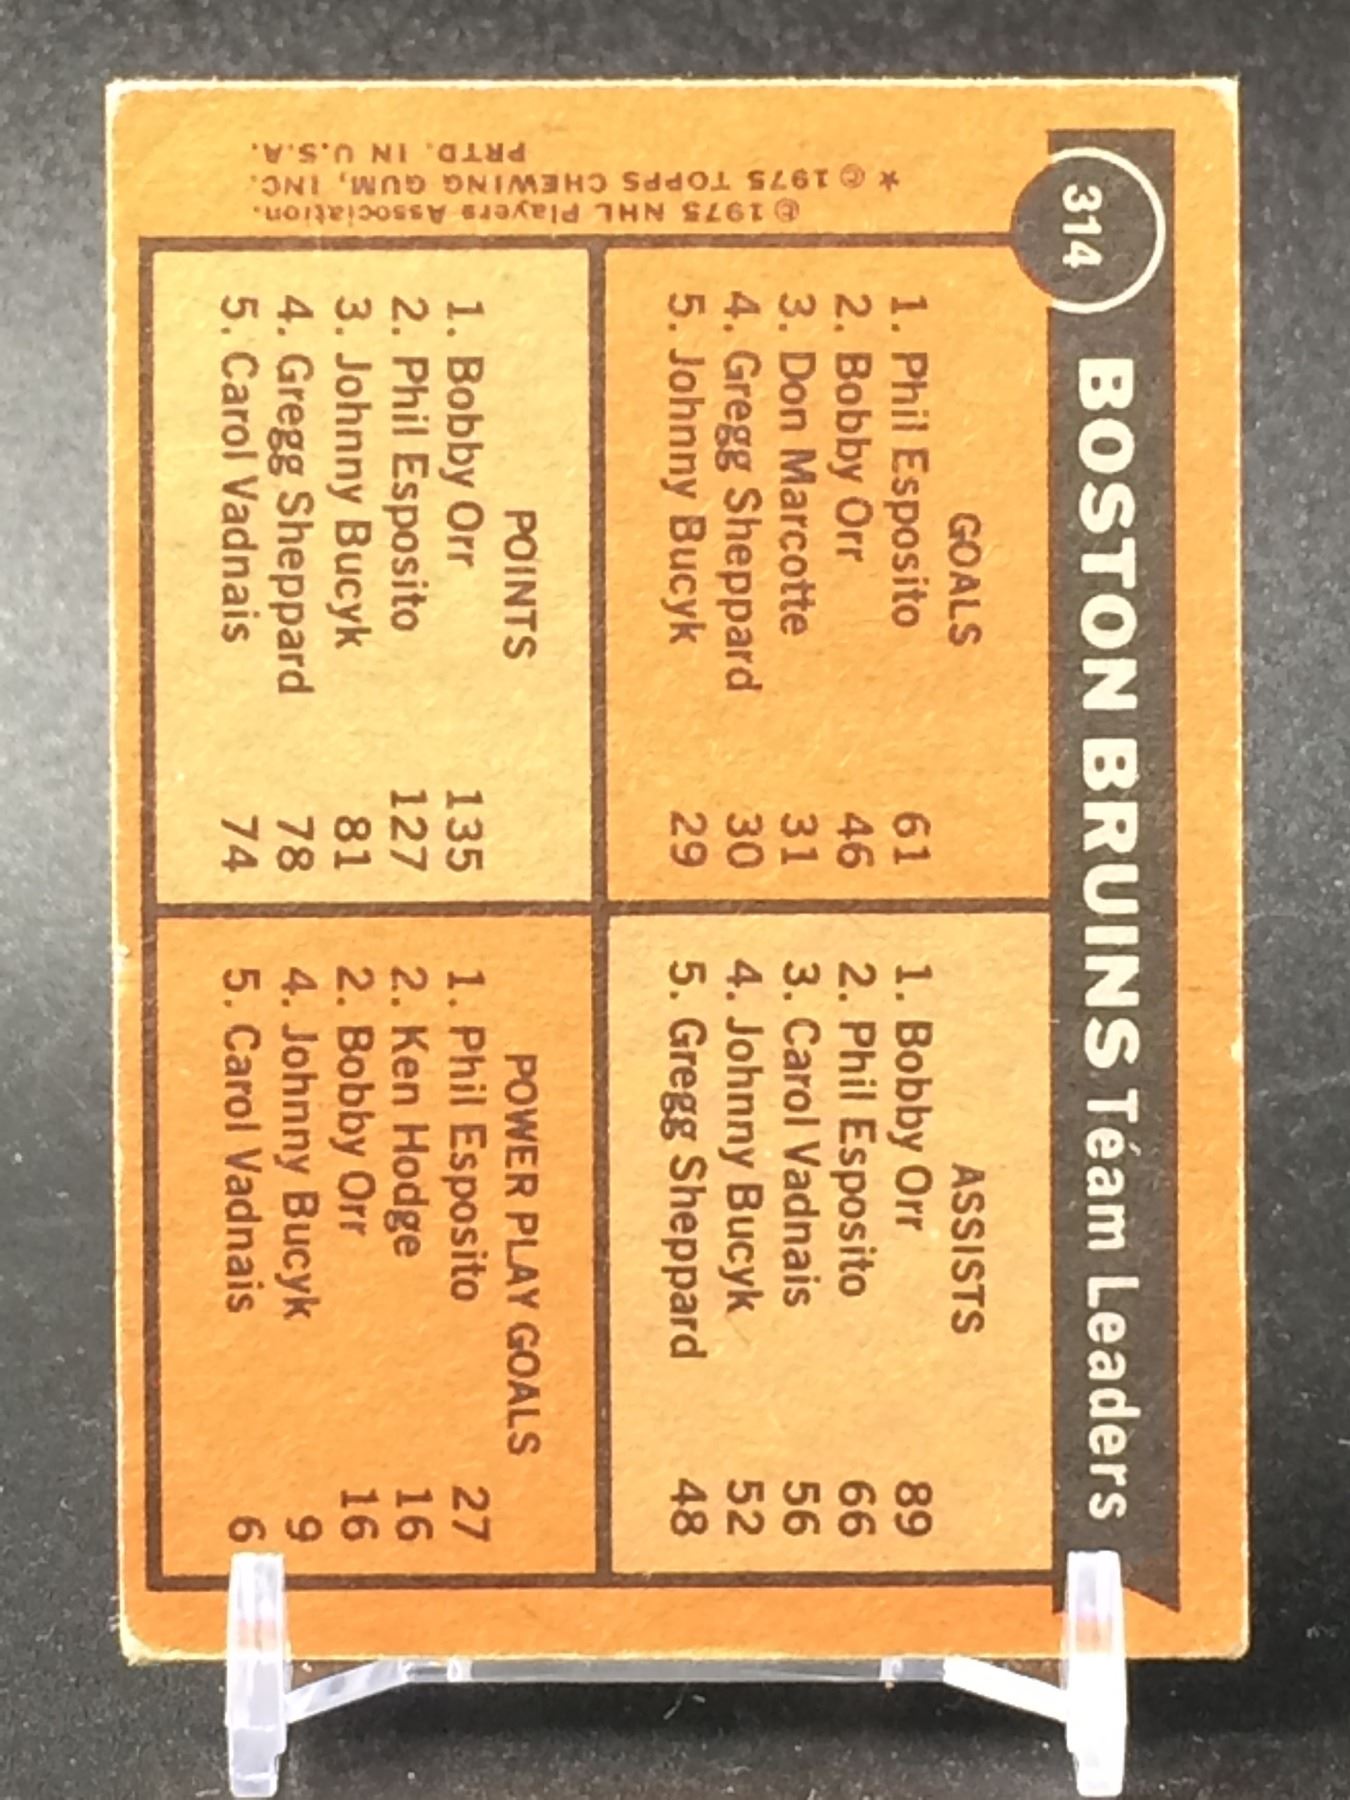 314
BOSTON BRUINS Téam Leaders
GOALS
1. Phil Esposito 61
2. Bobby Orr 46
3. Don Marcotte 31
4. Gregg Sheppard 30
5. Johnny Bucyk 29
ASSISTS
1. Bobby Orr 89
2. Phil Esposito 66
3. Carol Vadnais 56
4. Johnny Bucyk 52
5. Gregg Sheppard 48
POINTS
1. Bobby Orr 135
2. Phil Esposito 127
3. Johnny Bucyk 81
4. Gregg Sheppard 78
5. Carol Vadnais 74
POWER PLAY GOALS
1. Phil Esposito 27
2. Ken Hodge 16
2. Bobby Orr 16
4. Johnny Bucyk 9
5. Carol Vadnais 6
© 1975 NHL Players Association.
★ © 1975 TOPPS CHEWING GUM, INC.
PRTD. IN U.S.A.